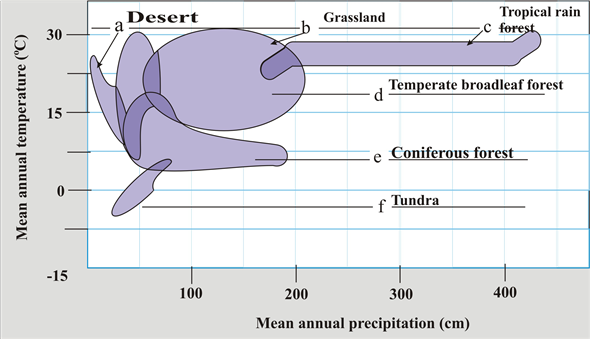 Tropical rain
a Desert b Grassland c forest
30
Mean annual temperature (ºC)
d Temperate broadleaf forest
15
e Coniferous forest
0
f Tundra
-15
100 200 300 400
Mean annual precipitation (cm)